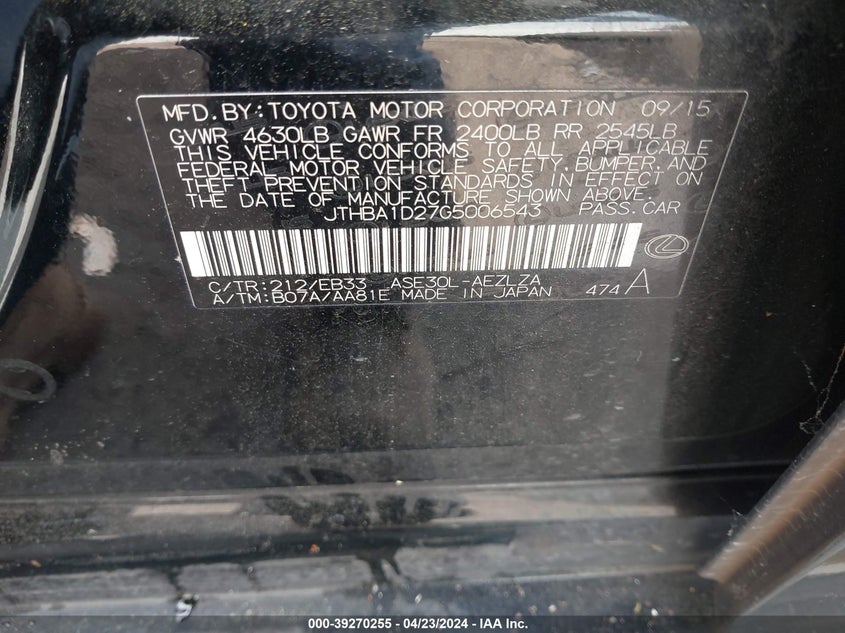 MFD.BY:TOYOTA MOTOR CORPORATION 09/15
GVWR 4630LB GAWR FR 2400LB RR 2545LB
THIS VEHICLE CONFORMS TO ALL APPLICABLE
FEDERAL MOTOR VEHICLE SAFETY,BUMPER,AND
THEFT PREVENTION STANDARDS IN EFFECT ON
THE DATE OF MANUFACTURE SHOWN ABOVE.
JTHBA1D27G5006543 PASS.CAR
C/TR:212/EB33 ASE30L-AEZLZA
A/TM:B07A/AA81E MADE IN JAPAN 474A
000-39270255 - 04/23/2024 - IAA Inc.